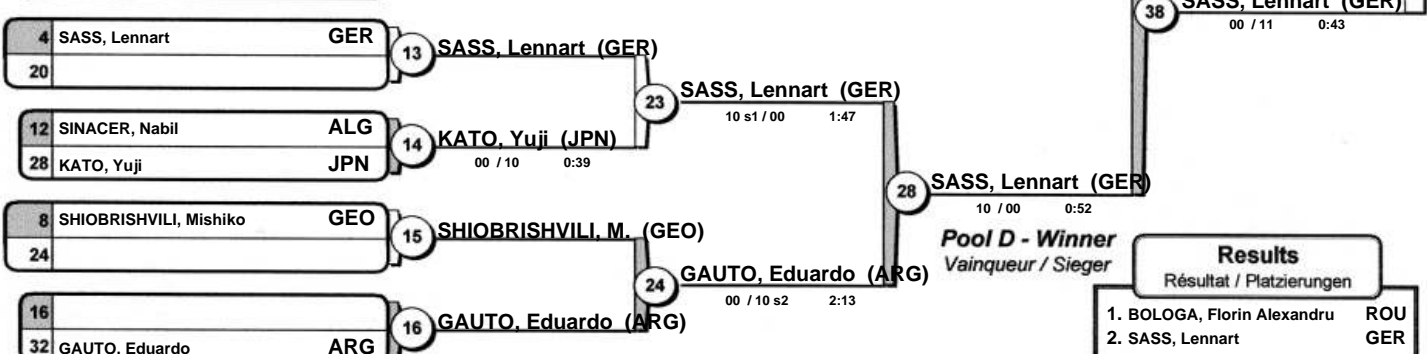 SASS, Lennart (GER)
38
00 / 11 0:43
4 SASS, Lennart GER
20
13 SASS, Lennart (GER)
23 SASS, Lennart (GER)
10 s1 / 00 1:47
12 SINACER, Nabil ALG
28 KATO, Yuji JPN
14 KATO, Yuji (JPN)
00 / 10 0:39
28 SASS, Lennart (GER)
10 / 00 0:52
8 SHIOBRISHVILI, Mishiko GEO
24
15 SHIOBRISHVILI, M. (GEO)
24 GAUTO, Eduardo (ARG)
00 / 10 s2 2:13
16
32 GAUTO, Eduardo ARG
16 GAUTO, Eduardo (ARG)
Pool D - Winner
Vainqueur / Sieger
Results
Résultat / Platzierungen
1. BOLOGA, Florin Alexandru ROU
2. SASS, Lennart GER